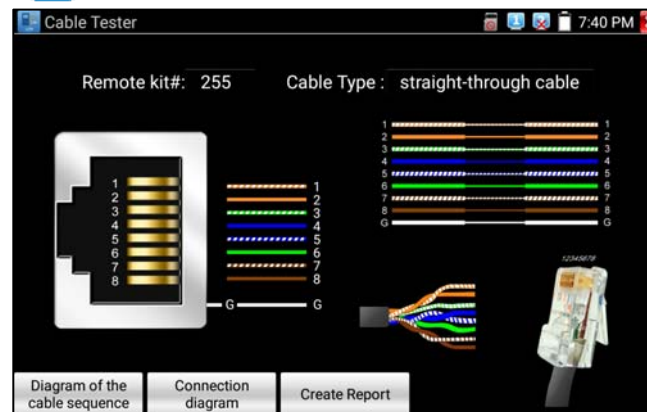 Cable Tester
7:40 PM
Remote kit#: 255
Cable Type : straight-through cable
1 1
2 2
3 3
4 4
5 5
6 6
7 7
8 8
G G
1 1
2 2
3 3
4 4
5 5
6 6
7 7
8 8
G G
12345678
Diagram of the
cable sequence
Connection
diagram
Create Report